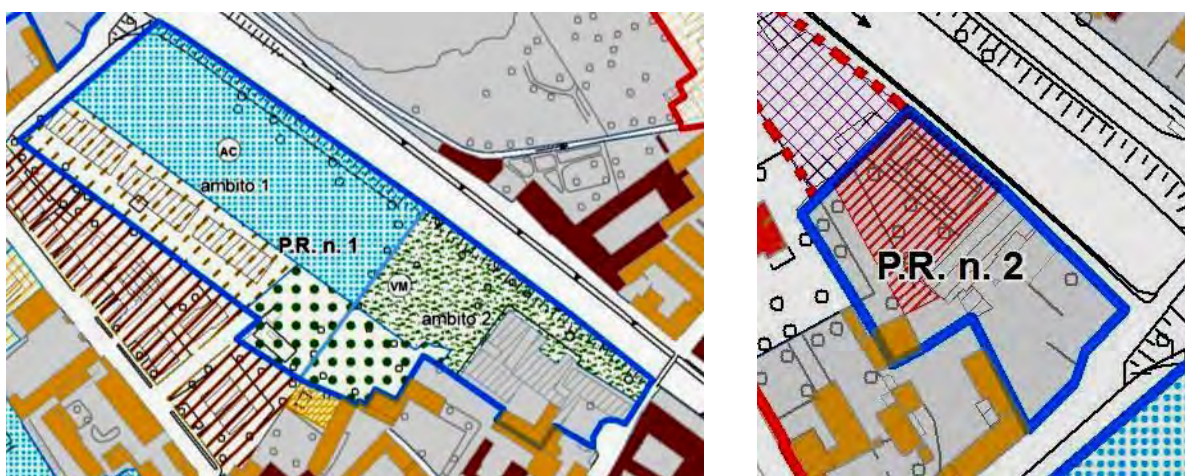 AC
ambito 1
P.R. n. 1
VM
ambito 2
P.R. n. 2